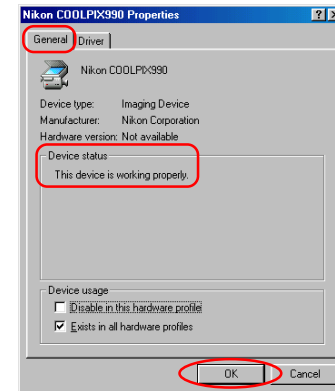 Nikon COOLPIX990 Properties
General Driver
Nikon COOLPIX990
Device type: Imaging Device
Manufacturer: Nikon Corporation
Hardware version: Not available
Device status
This device is working properly.
Device usage
Disable in this hardware profile
Exists in all hardware profiles
OK Cancel